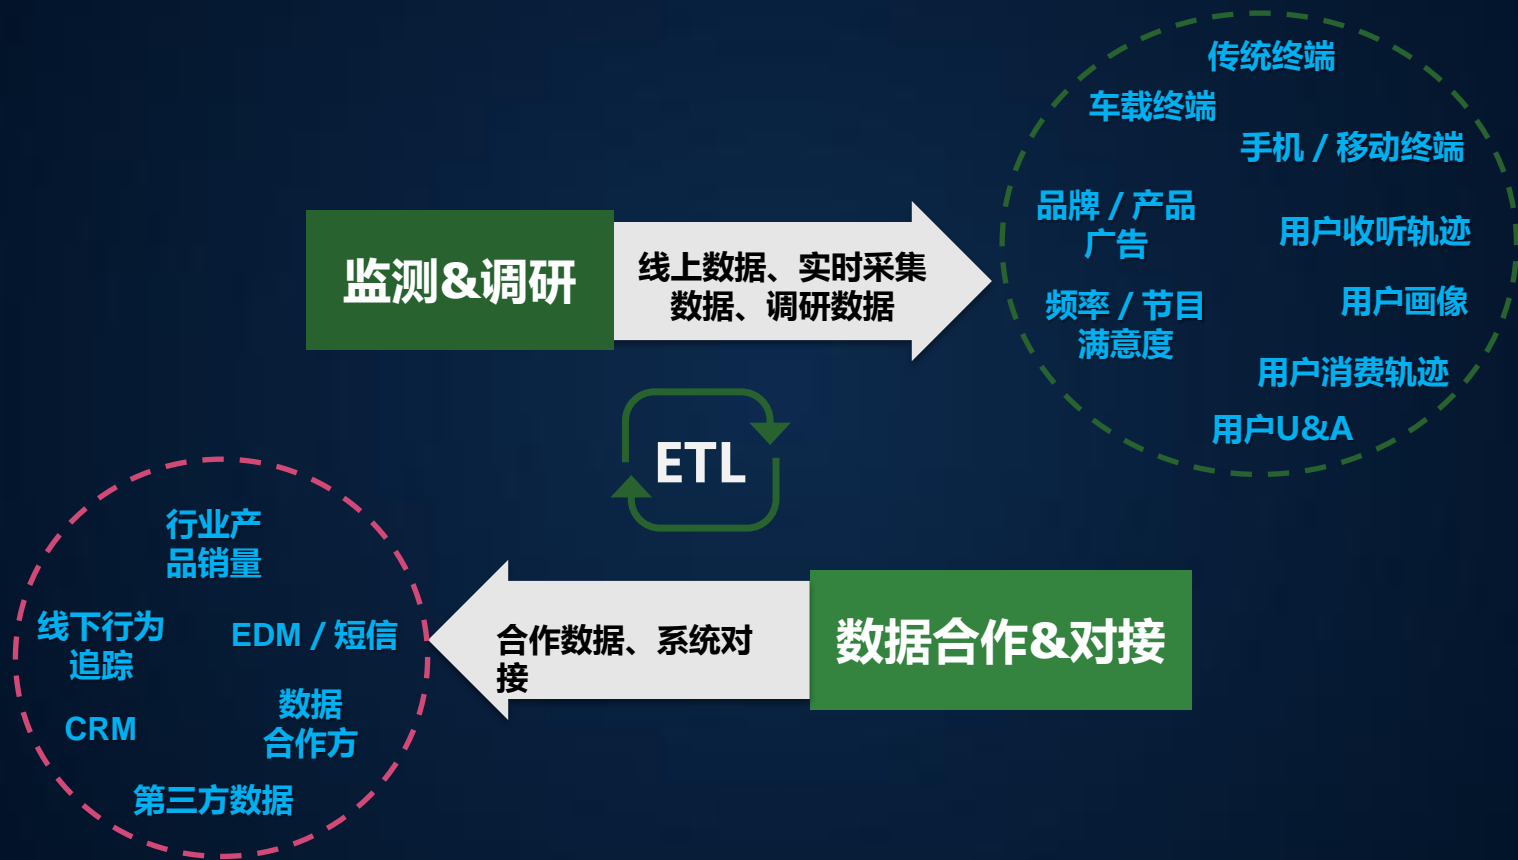 传统终端
车载终端
手机 / 移动终端
品牌 / 产品
广告
用户收听轨迹
频率 / 节目
满意度
用户画像
用户消费轨迹
用户U&A
监测&调研
线上数据、实时采集
数据、调研数据
ETL
行业产
品销量
线下行为
追踪
EDM / 短信
CRM
数据
合作方
第三方数据
合作数据、系统对
接
数据合作&对接